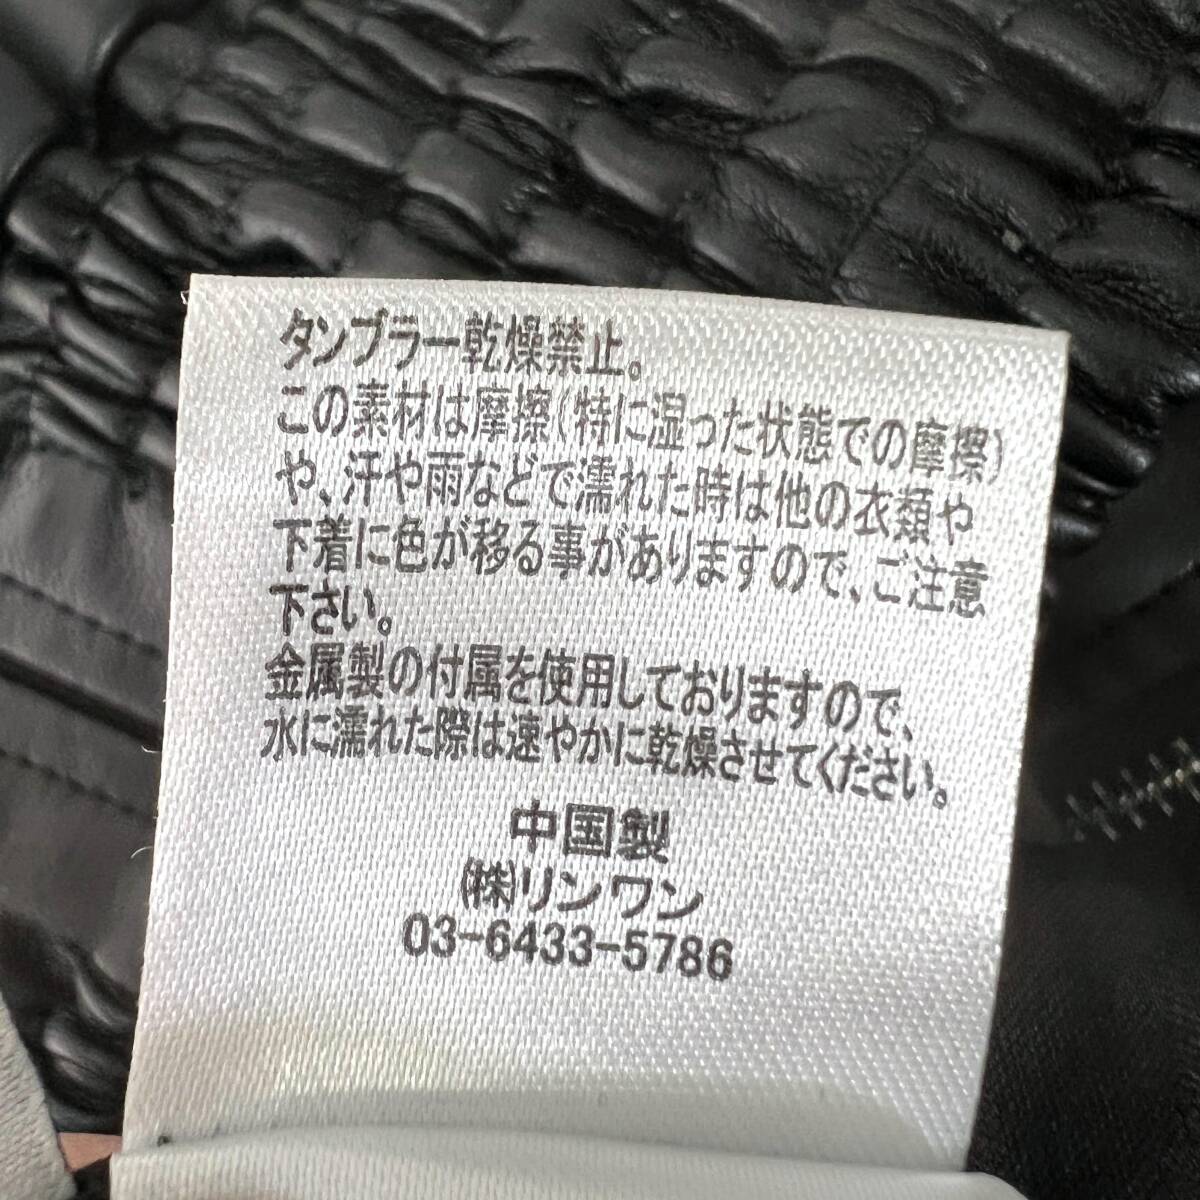 タンブラー乾燥禁止。
この素材は摩擦(特に湿った状態での摩擦)
や、汗や雨などで濡れた時は他の衣類や
下着に色が移る事がありますので、ご注意
下さい。
金属製の付属を使用しておりますので、
水に濡れた際は速やかに乾燥させてください。
中国製
㈱リンワン
03-6433-5786